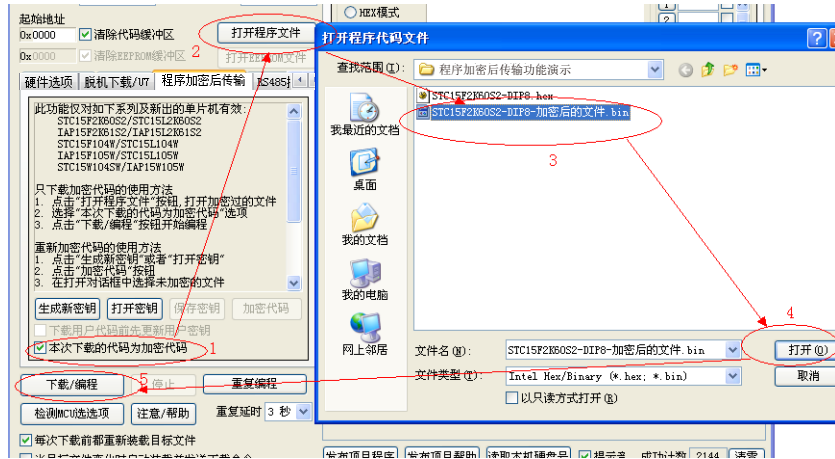 起始地址
HEX模式
0x0000 清除代码缓冲区 2 打开程序文件
0x0000 清除EEPROM缓冲区 打开EEPROM文件
硬件选项 脱机下载/U7 程序加密后传输 RS485
此功能仅对如下系列及新出的单片机有效:
STC15F2K60S2/STC15L2K60S2
IAP15F2K61S2/IAP15L2K61S2
STC15F104W/STC15L104W
IAP15F105W/STC15L105W
STC15W104SW/IAP15W105W
只下载加密代码的使用方法
1. 点击"打开程序文件"按钮,打开加密过的文件
2. 选择"本次下载的代码为加密代码"选项
3. 点击"下载/编程"按钮开始编程
重新加密代码的使用方法
1. 点击"生成新密钥"或者"打开密钥"
2. 点击"加密代码"按钮
3. 在打开对话框中选择未加密的文件
生成新密钥 打开密钥 保存密钥 加密代码
下载用户代码前先更新用户密钥
本次下载的代码为加密代码 1
下载/编程 5 停止 重复编程
检测MCU选选项 注意/帮助 重复延时 3 秒
每次下载前都重新装载目标文件
当目标文件变化时自动装载并发送下载命令
打开程序代码文件
查找范围(I): 程序加密后传输功能演示
STC15F2K60S2-DIP8.hex
STC15F2K60S2-DIP8-加密后的文件.bin
3
我最近的文档
桌面
我的文档
我的电脑
网上邻居
4
文件名(N): STC15F2K60S2-DIP8-加密后的文件.bin 打开(O)
文件类型(T): Intel Hex/Binary (*.hex; *.bin) 取消
以只读方式打开(R)
发布项目程序 发布项目帮助 读取本机硬盘号 提示音 成功计数 2144 清零